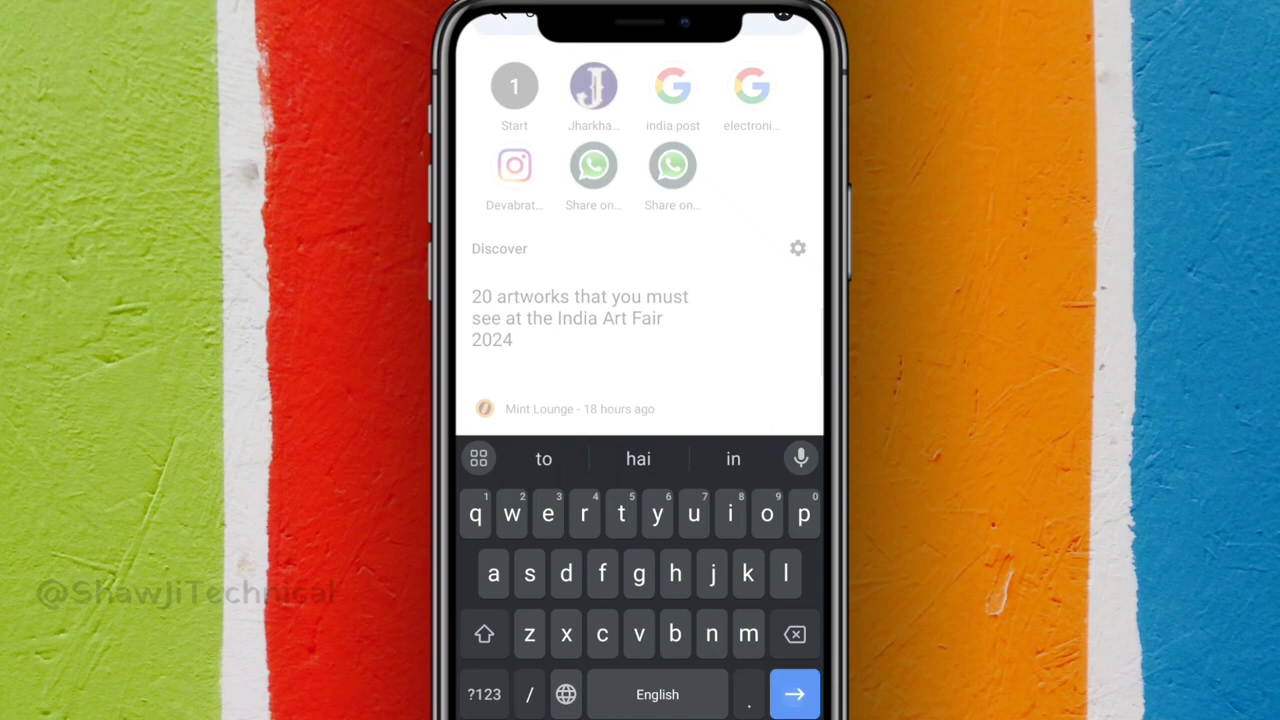 1
Start
Jharkha...
india post
electroni...
Devabrat...
Share on...
Share on...
Discover
20 artworks that you must
see at the India Art Fair
2024
Mint Lounge - 18 hours ago
to hai in
1 2 3 4 5 6 7 8 9 0
q w e r t y u i o p
a s d f g h j k l
@ShawJiTechnical
z x c v b n m
?123 / English .